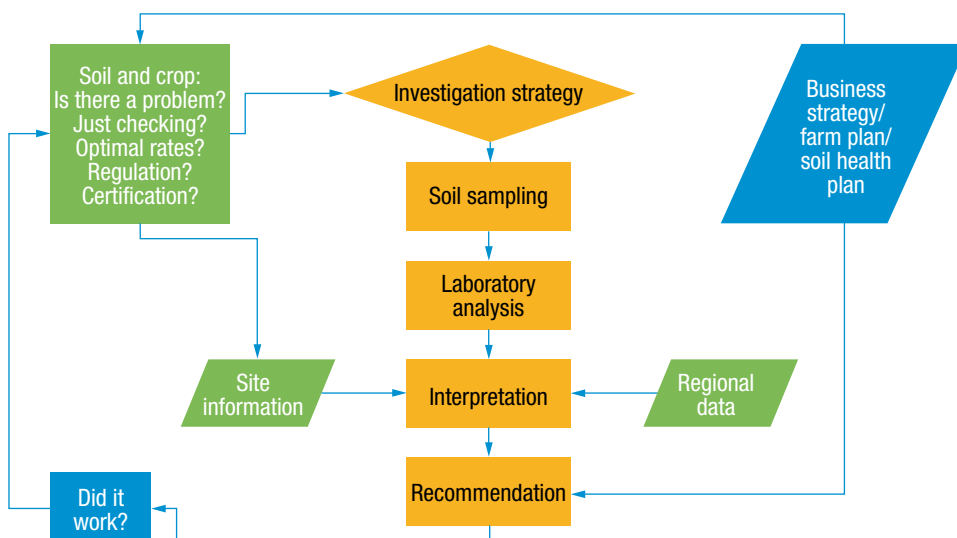 Soil and crop:
Is there a problem?
Just checking?
Optimal rates?
Regulation?
Certification?
Investigation strategy
Business
strategy/
farm plan/
soil health
plan
Soil sampling
Laboratory
analysis
Site
information
Interpretation
Regional
data
Recommendation
Did it
work?